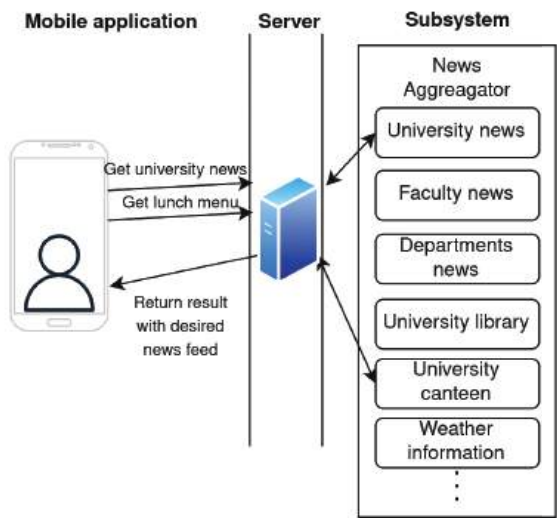 Mobile application
Server
Subsystem
News
Aggreagator
University news
Faculty news
Departments
news
University library
University
canteen
Weather
information
Get university news
Get lunch menu
Return result
with desired
news feed